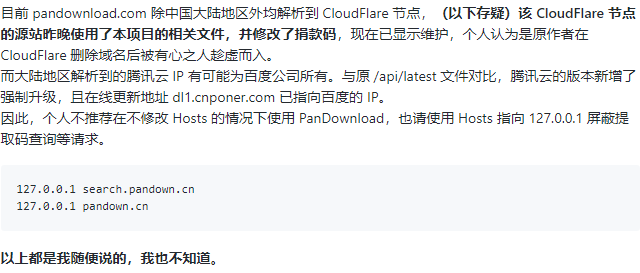 目前 pandownload.com 除中国大陆地区外均解析到 CloudFlare 节点，（以下存疑）该 CloudFlare 节点
的源站昨晚使用了本项目的相关文件，并修改了捐款码，现在已显示维护，个人认为是原作者在
CloudFlare 删除域名后被有心之人趁虚而入。
而大陆地区解析到的腾讯云 IP 有可能为百度公司所有。与原 /api/latest 文件对比，腾讯云的版本新增了
强制升级，且在线更新地址 dl1.cnponer.com 已指向百度的 IP。
因此，个人不推荐在不修改 Hosts 的情况下使用 PanDownload，也请使用 Hosts 指向 127.0.0.1 屏蔽提
取码查询等请求。
127.0.0.1 search.pandown.cn
127.0.0.1 pandown.cn
以上都是我随便说的，我也不知道。